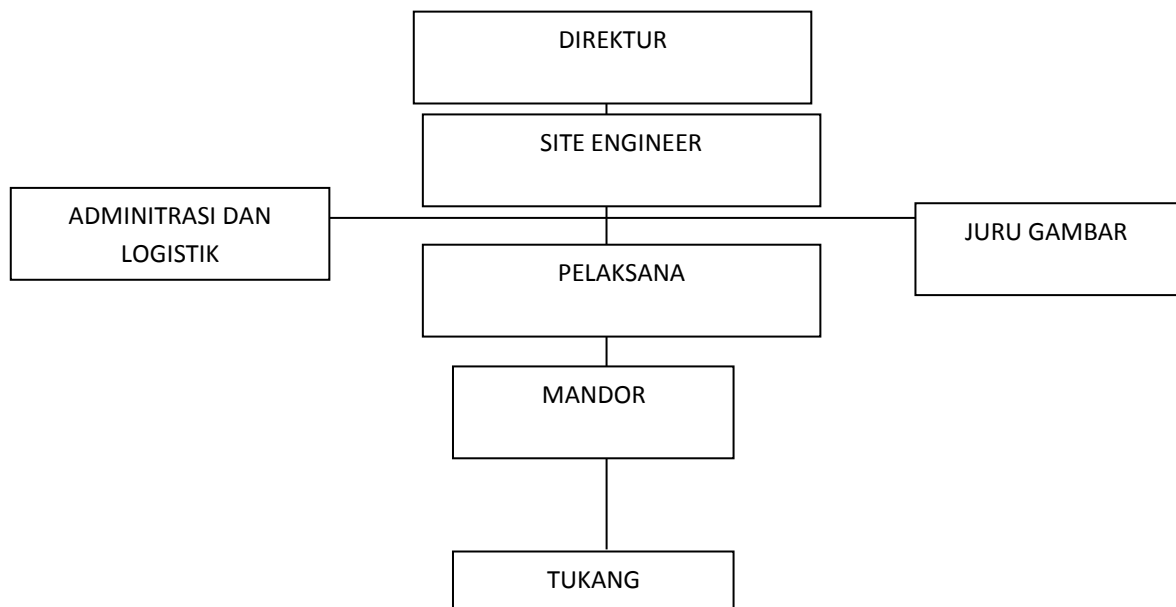 DIREKTUR
SITE ENGINEER
ADMINITRASI DAN
LOGISTIK
JURU GAMBAR
PELAKSANA
MANDOR
TUKANG